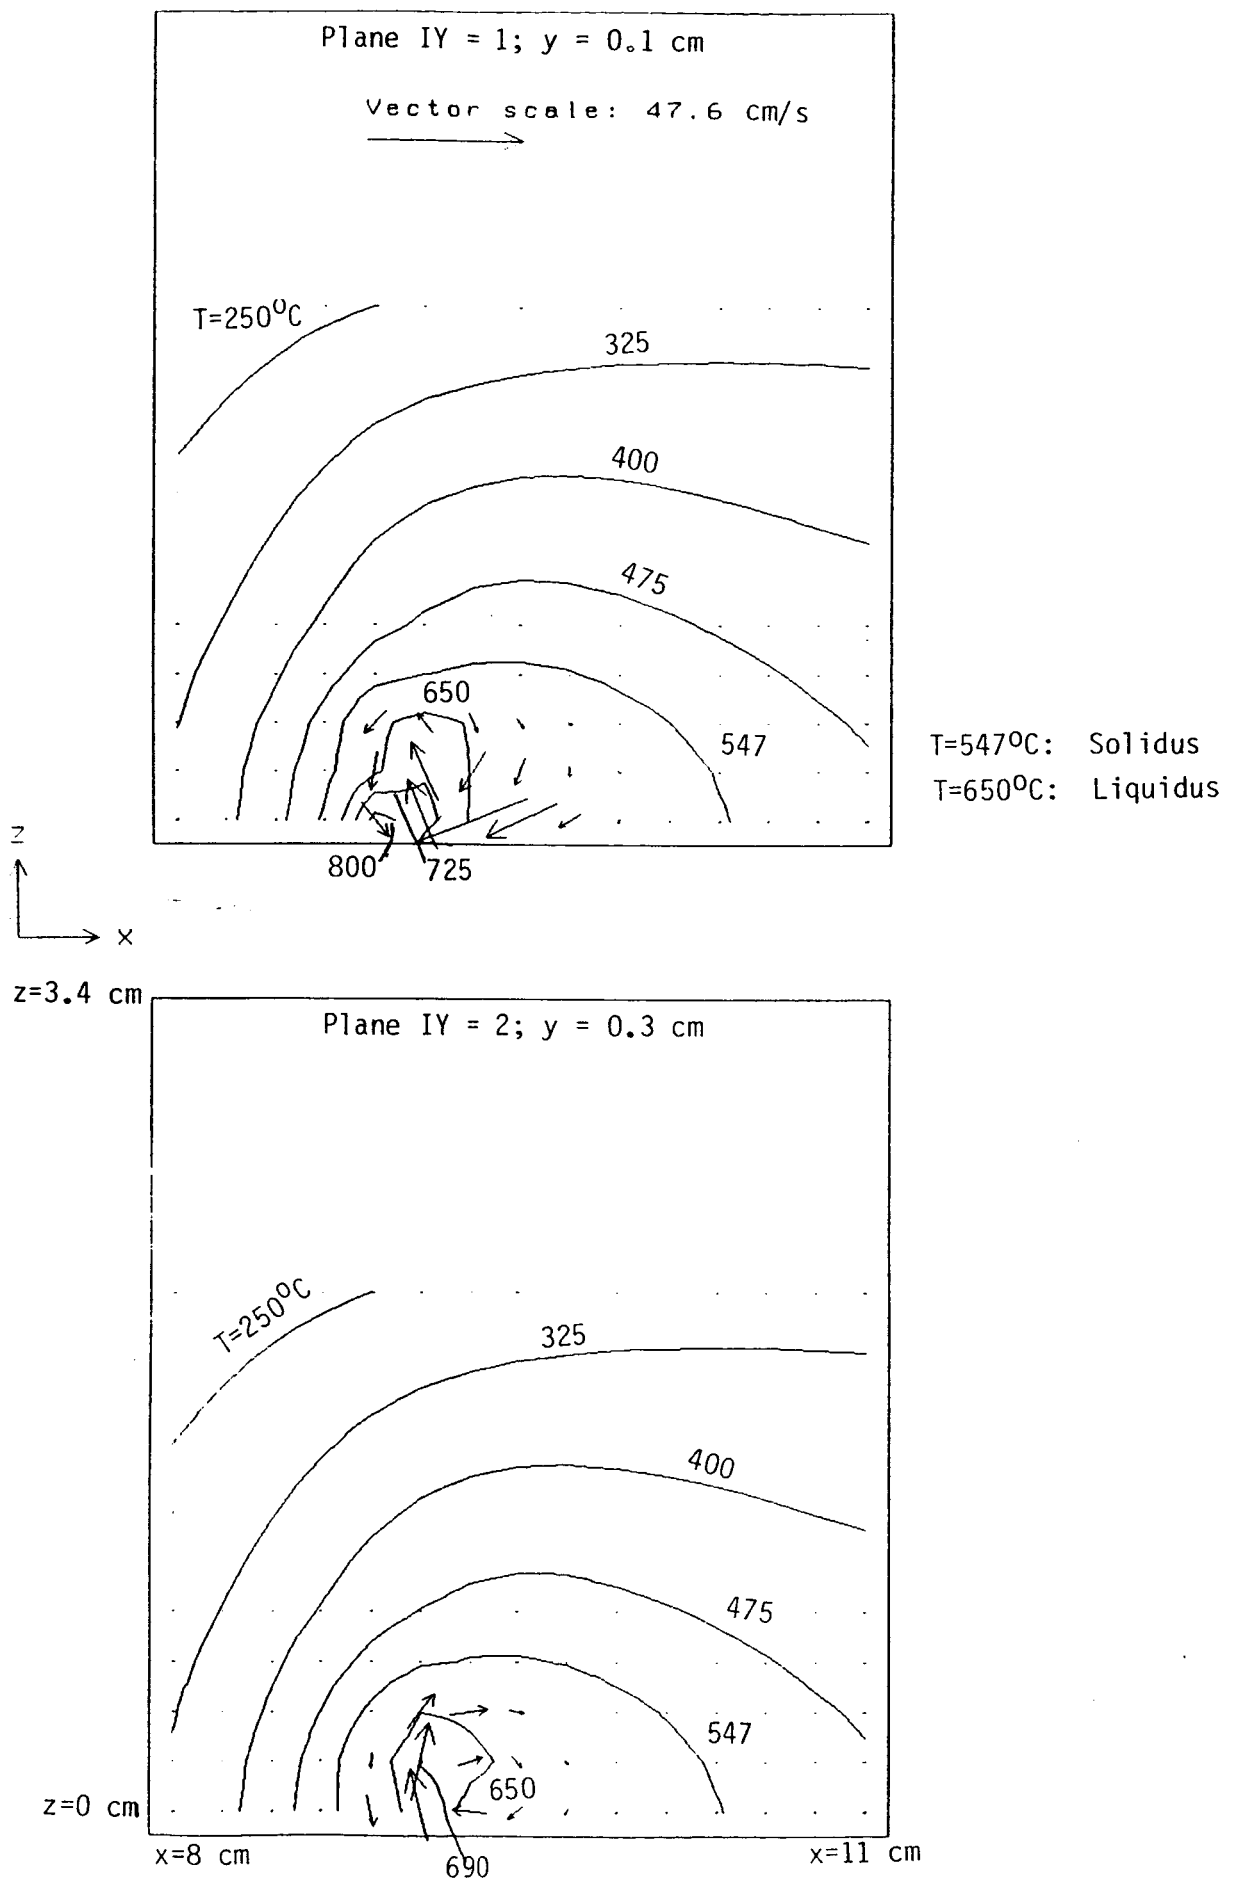 Plane IY = 1; y = 0.1 cm
Vector scale: 47.6 cm/s
T=250°C
325
400
475
650
547
T=547°C: Solidus
T=650°C: Liquidus
800
725
z
x
z=3.4 cm
Plane IY = 2; y = 0.3 cm
T=250°C
325
400
475
547
650
z=0 cm
x=8 cm
x=11 cm
690